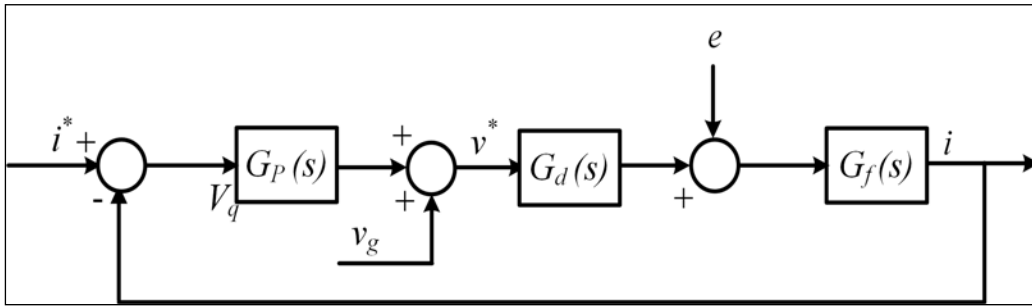 e
i* +
-
V_q
G_P(s)
+
+
v_g
v*
G_d(s)
+
G_f(s)
i